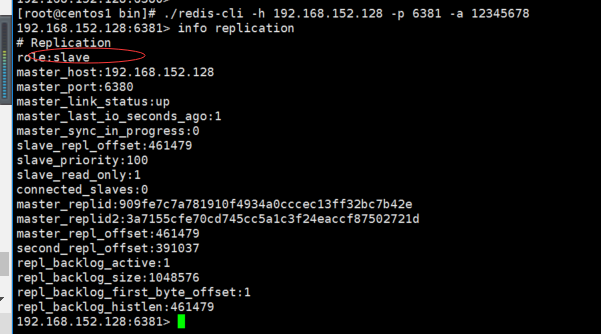 [root@centos1 bin]# ./redis-cli -h 192.168.152.128 -p 6381 -a 12345678
192.168.152.128:6381> info replication
# Replication
role:slave
master_host:192.168.152.128
master_port:6380
master_link_status:up
master_last_io_seconds_ago:1
master_sync_in_progress:0
slave_repl_offset:461479
slave_priority:100
slave_read_only:1
connected_slaves:0
master_replid:909fe7c7a781910f4934a0cccec13ff32bc7b42e
master_replid2:3a7155cfe70cd745cc5a1c3f24eaccf87502721d
master_repl_offset:461479
second_repl_offset:391037
repl_backlog_active:1
repl_backlog_size:1048576
repl_backlog_first_byte_offset:1
repl_backlog_histlen:461479
192.168.152.128:6381>